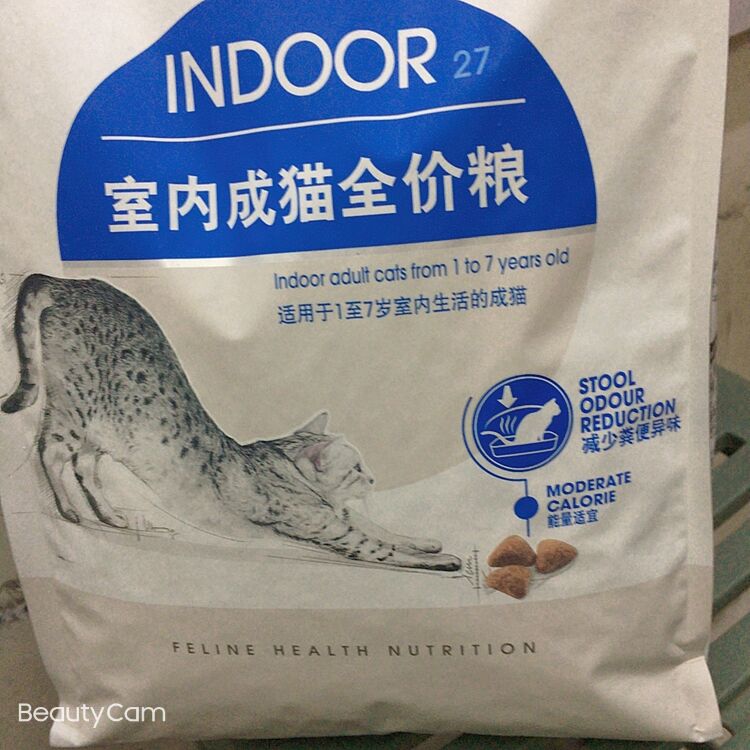 INDOOR 27
室内成猫全价粮
Indoor adult cats from 1 to 7 years old
适用于1至7岁室内生活的成猫
STOOL
ODOUR
REDUCTION
减少粪便异味
MODERATE
CALORIE
能量适宜
1cm
FELINE HEALTH NUTRITION
BeautyCam